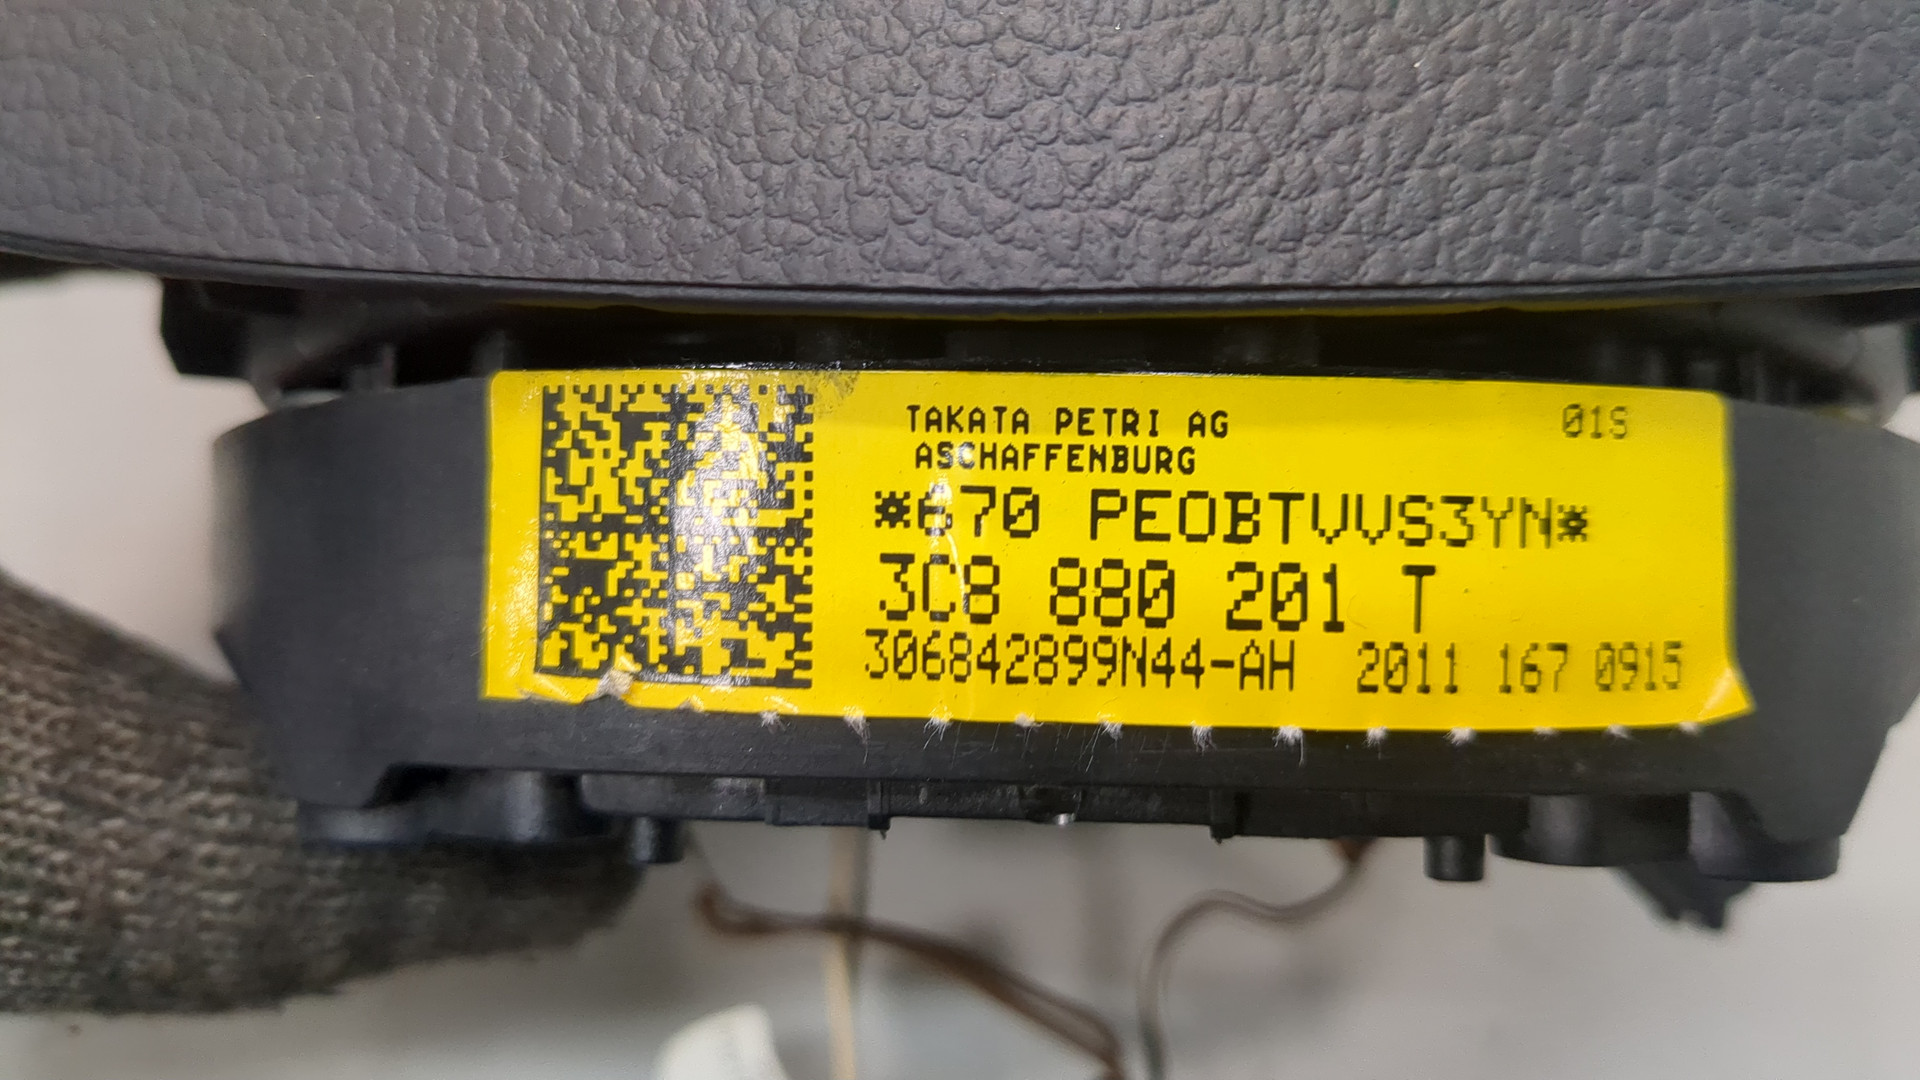 TAKATA PETRI AG 01S
ASCHAFFENBURG
*670 PEOBTVVS3YN*
3C8 880 201 T
306842899N44-AH 2011 167 0915